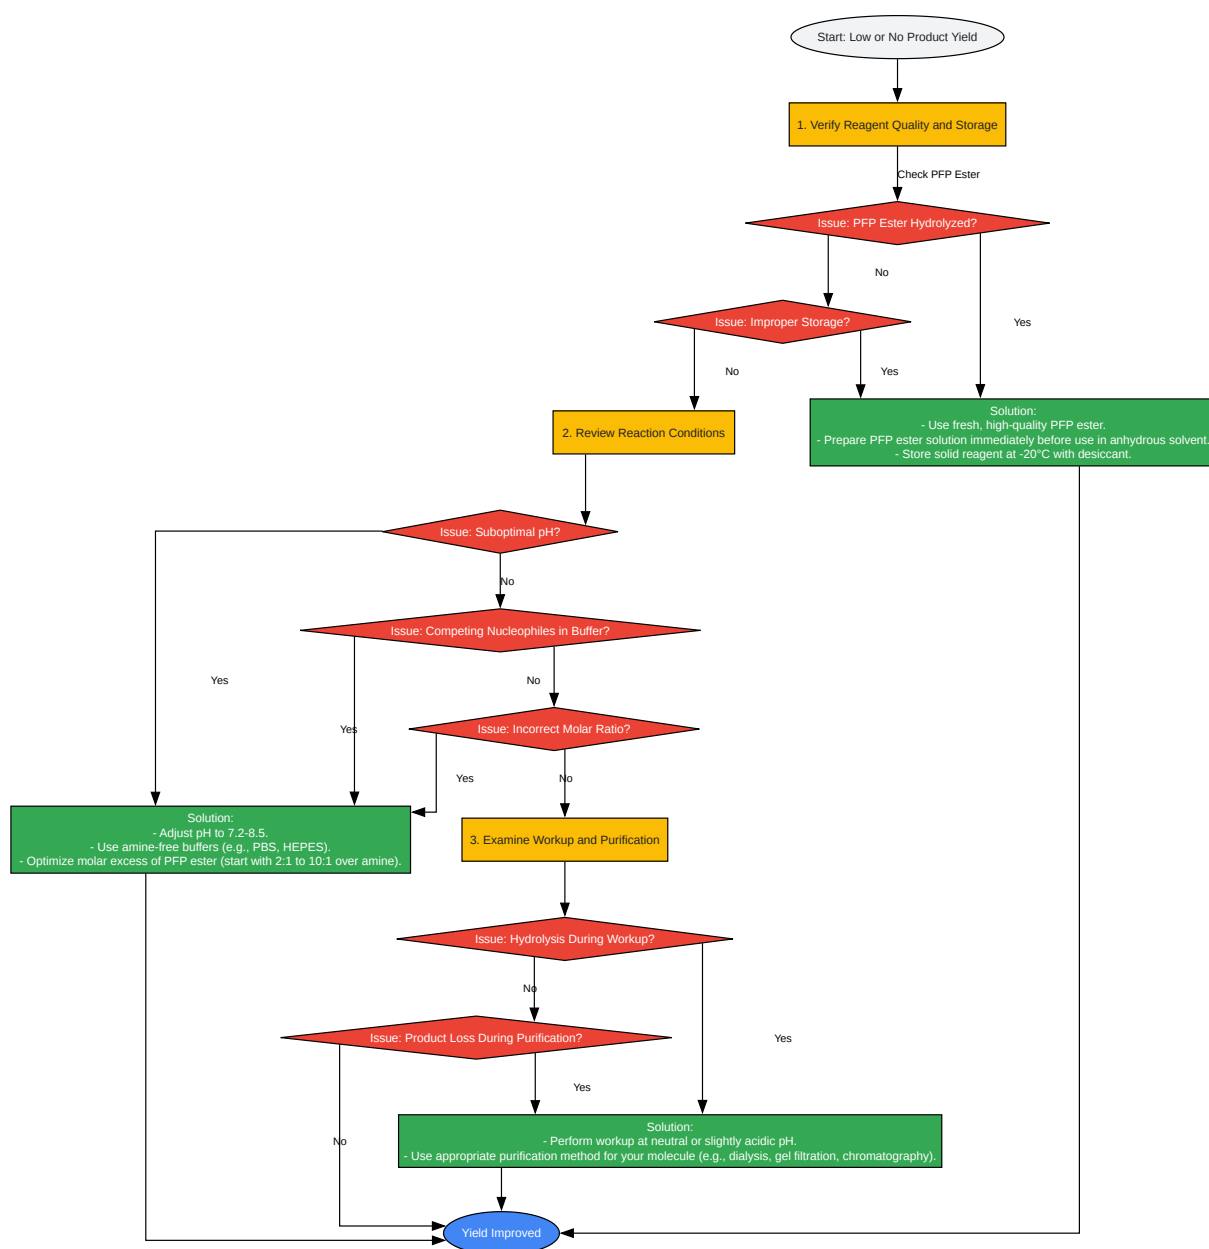 Start: Low or No Product Yield
1. Verify Reagent Quality and Storage
Check PFP Ester
Issue: PFP Ester Hydrolyzed?
No
Yes
Issue: Improper Storage?
No
Yes
Solution:
- Use fresh, high-quality PFP ester.
- Prepare PFP ester solution immediately before use in anhydrous solvent.
- Store solid reagent at -20°C with desiccant.
2. Review Reaction Conditions
Issue: Suboptimal pH?
No
Yes
Issue: Competing Nucleophiles in Buffer?
No
Yes
Issue: Incorrect Molar Ratio?
Yes
No
Solution:
- Adjust pH to 7.2-8.5.
- Use amine-free buffers (e.g., PBS, HEPES).
- Optimize molar excess of PFP ester (start with 2:1 to 10:1 over amine).
3. Examine Workup and Purification
Issue: Hydrolysis During Workup?
No
Yes
Issue: Product Loss During Purification?
Yes
No
Solution:
- Perform workup at neutral or slightly acidic pH.
- Use appropriate purification method for your molecule (e.g., dialysis, gel filtration, chromatography).
Yield Improved